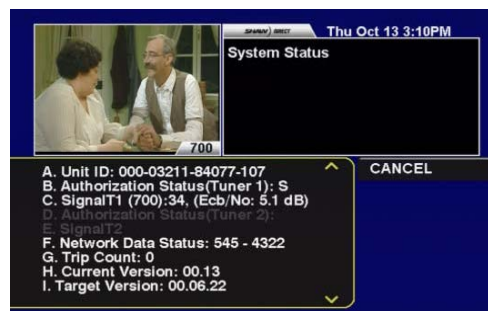 SHAW) DIRECT
Thu Oct 13 3:10PM
System Status
700
A. Unit ID: 000-03211-84077-107
B. Authorization Status(Tuner 1): S
C. SignalT1 (700):34, (Ecb/No: 5.1 dB)
D. Authorization Status(Tuner 2):
E. SignalT2
F. Network Data Status: 545 - 4322
G. Trip Count: 0
H. Current Version: 00.13
I. Target Version: 00.06.22
CANCEL